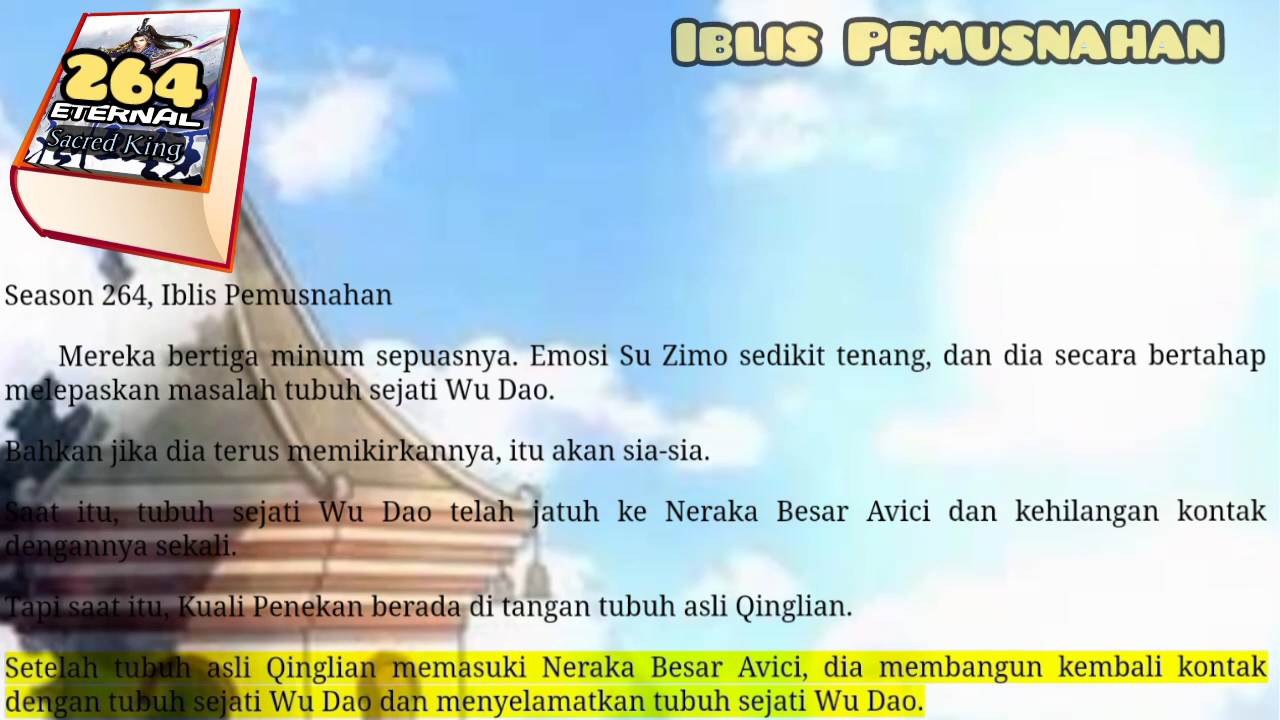 264
ETERNAL
Sacred King
Iblis Pemusnahan
Season 264, Iblis Pemusnahan
Mereka bertiga minum sepuasnya. Emosi Su Zimo sedikit tenang, dan dia secara bertahap
melepaskan masalah tubuh sejati Wu Dao.
Bahkan jika dia terus memikirkannya, itu akan sia-sia.
Saat itu, tubuh sejati Wu Dao telah jatuh ke Neraka Besar Avici dan kehilangan kontak
dengannya sekali.
Tapi saat itu, Kuali Penekan berada di tangan tubuh asli Qinglian.
Setelah tubuh asli Qinglian memasuki Neraka Besar Avici, dia membangun kembali kontak
dengan tubuh sejati Wu Dao dan menyelamatkan tubuh sejati Wu Dao.